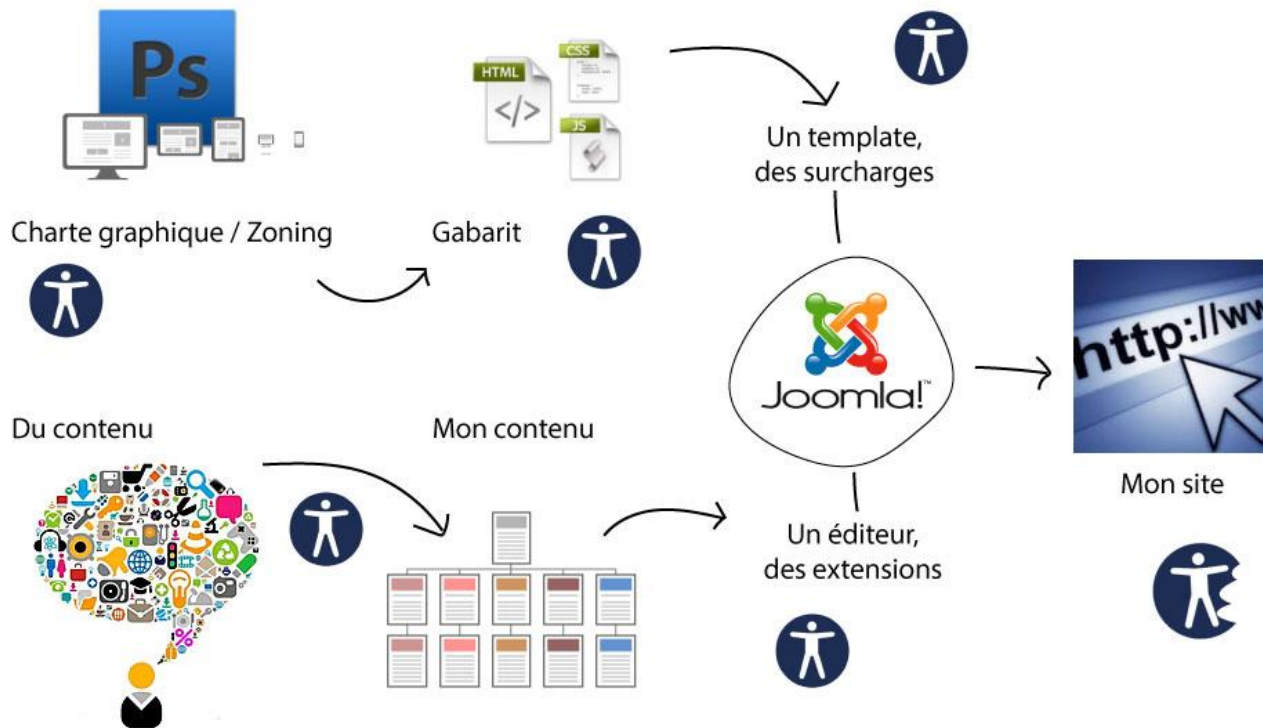 Ps
HTML
CSS
JS
Un template,
des surcharges
Charte graphique / Zoning
Gabarit
Joomla!™
http://ww
Du contenu
Mon contenu
Mon site
Un éditeur,
des extensions